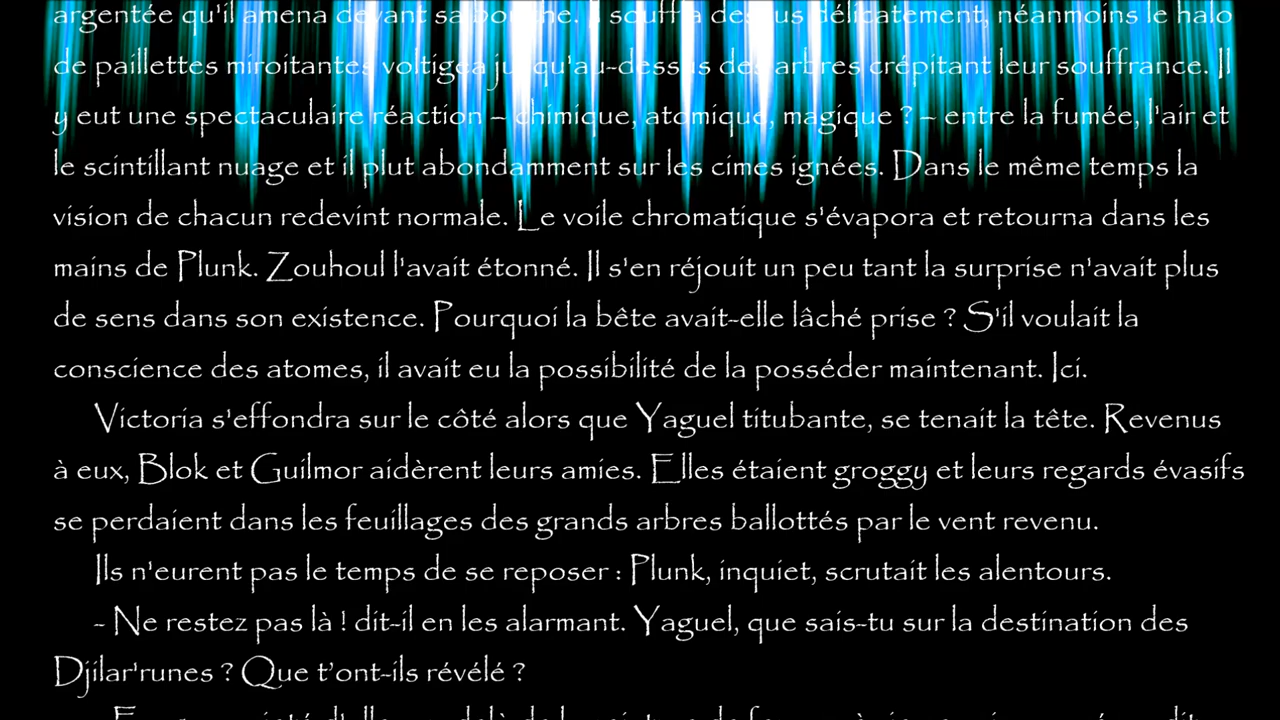 argentée qu'il amena devant sa bouche. Il souffla dessus délicatement, néanmoins le halo
de paillettes miroitantes voltigea jusqu'au-dessus des arbres crépitant leur souffrance. Il
y eut une spectaculaire réaction – chimique, atomique, magique ? – entre la fumée, l'air et
le scintillant nuage et il plut abondamment sur les cimes ignées. Dans le même temps la
vision de chacun redevint normale. Le voile chromatique s'évapora et retourna dans les
mains de Plunk. Zouhoul l'avait étonné. Il s'en réjouit un peu tant la surprise n'avait plus
de sens dans son existence. Pourquoi la bête avait-elle lâché prise ? S'il voulait la
conscience des atomes, il avait eu la possibilité de la posséder maintenant. Ici.
Victoria s'effondra sur le côté alors que Yaguel titubante, se tenait la tête. Revenus
à eux, Blok et Guilmor aidèrent leurs amies. Elles étaient groggy et leurs regards évasifs
se perdaient dans les feuillages des grands arbres ballottés par le vent revenu.
Ils n'eurent pas le temps de se reposer : Plunk, inquiet, scrutait les alentours.
- Ne restez pas là ! dit-il en les alarmant. Yaguel, que sais-tu sur la destination des
Djilar'runes ? Que t’ont-ils révélé ?